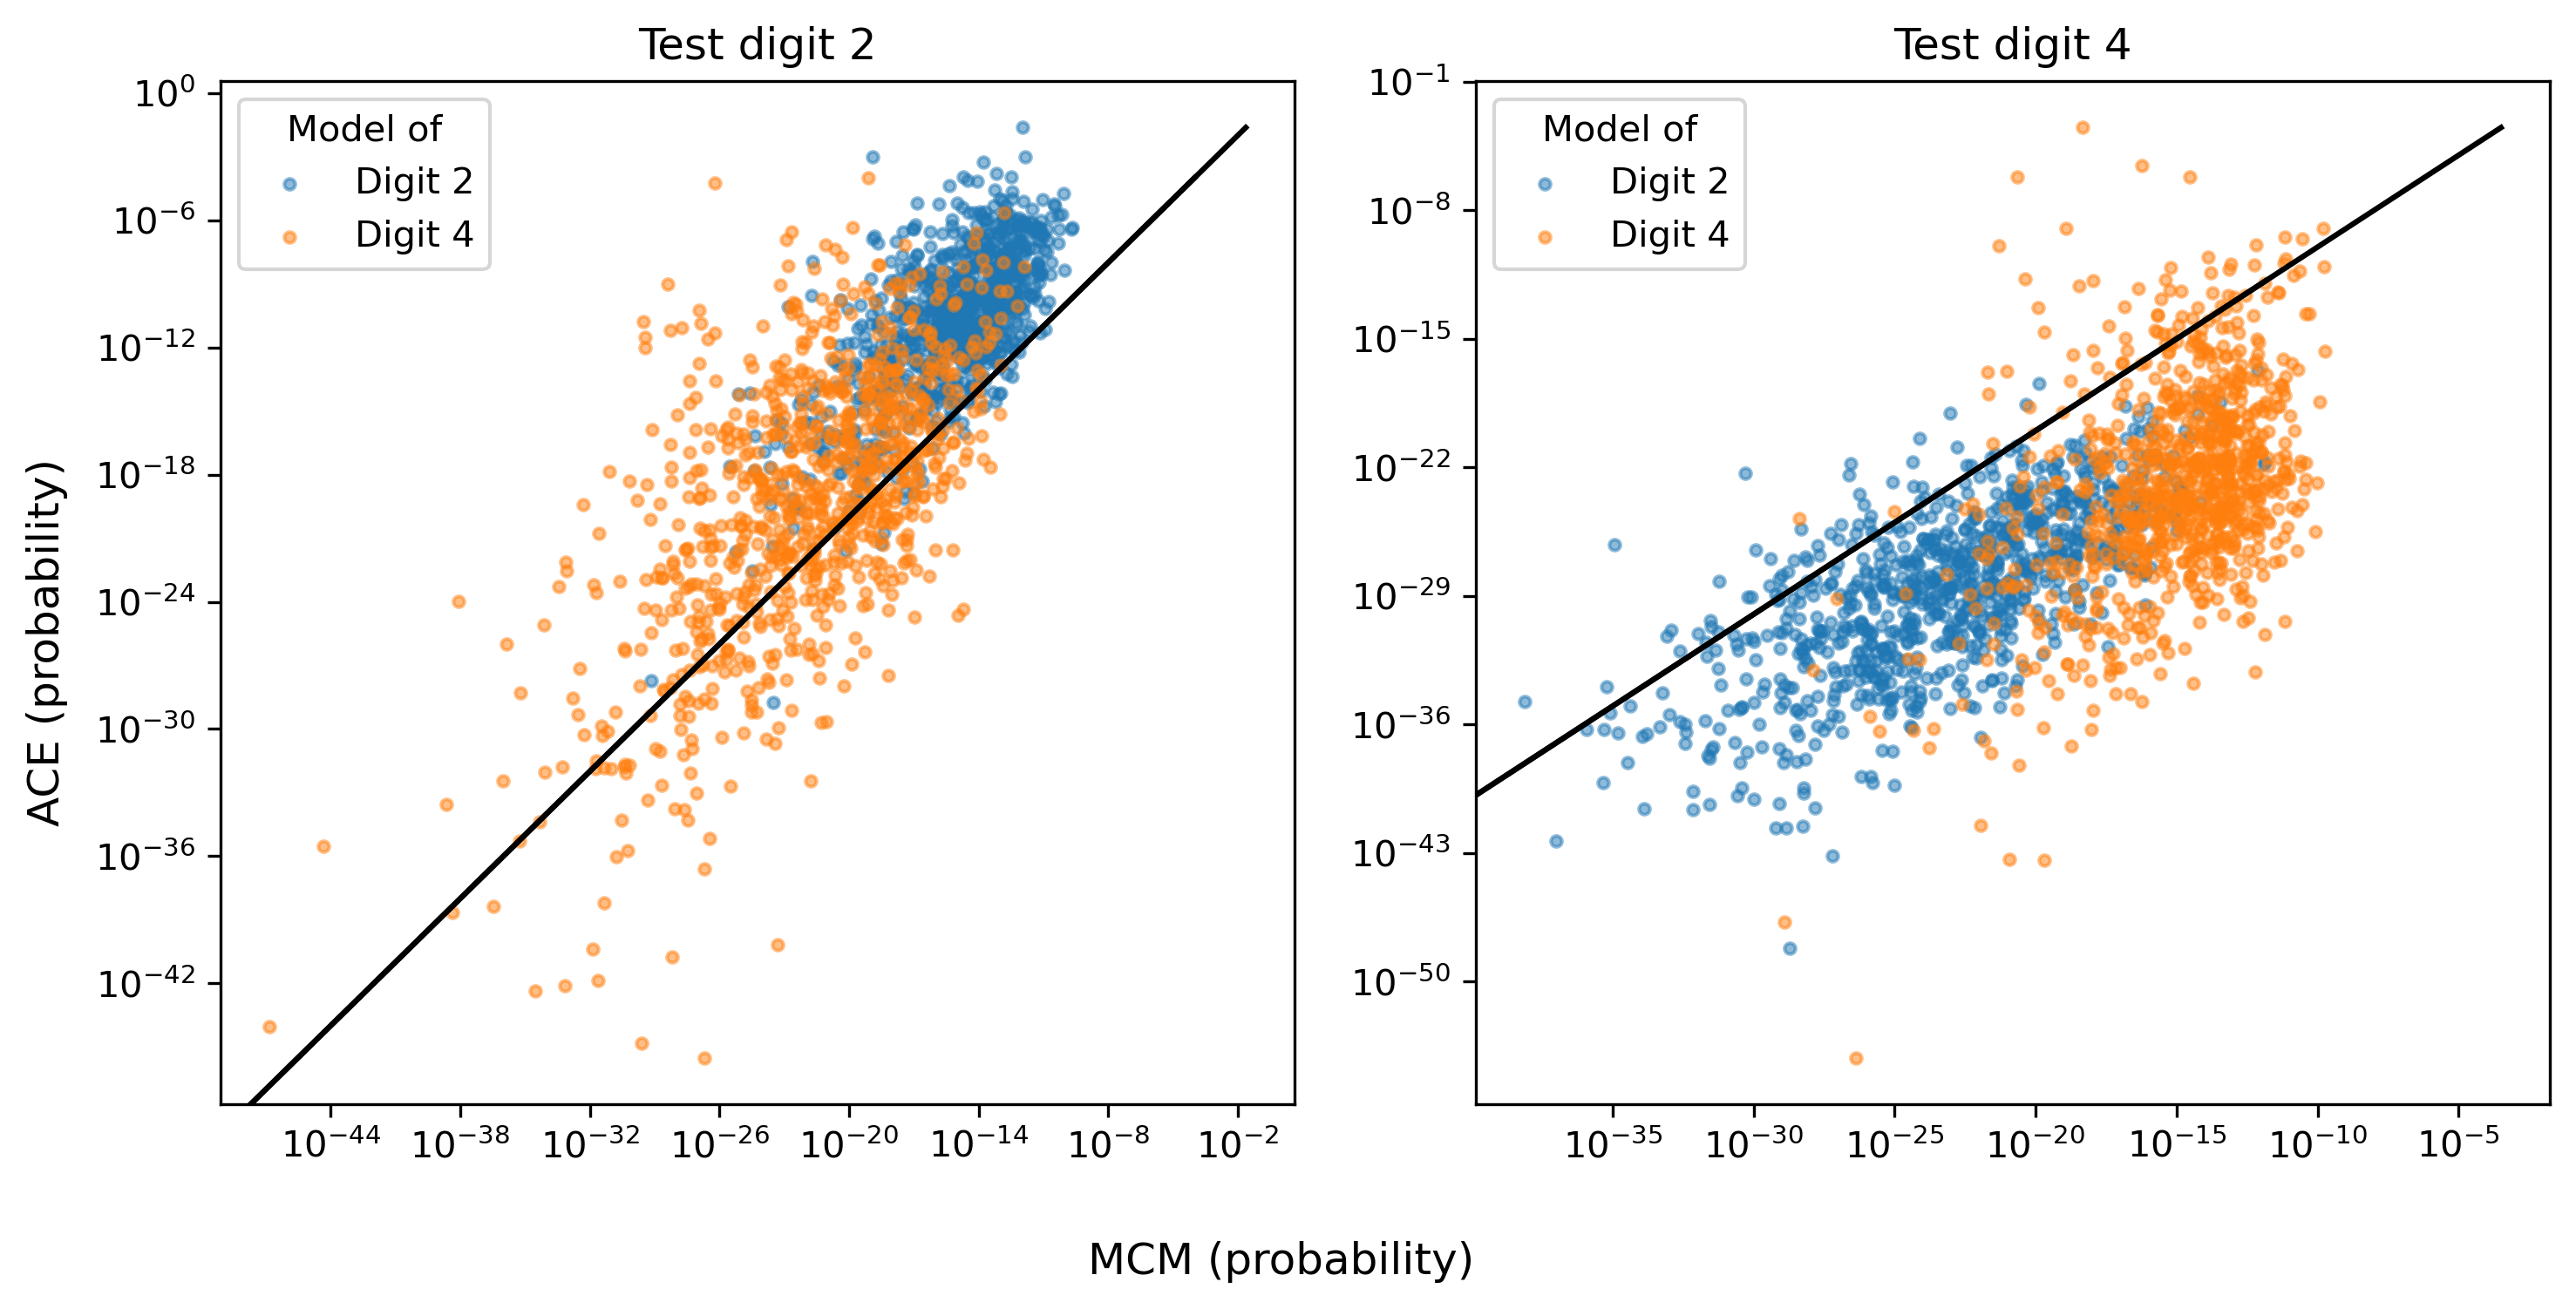 Test digit 2
Test digit 4
Model of
Digit 2
Digit 4
Model of
Digit 2
Digit 4
ACE (probability)
10⁰
10⁻⁶
10⁻¹²
10⁻¹⁸
10⁻²⁴
10⁻³⁰
10⁻³⁶
10⁻⁴²
10⁻⁴⁴ 10⁻³⁸ 10⁻³² 10⁻²⁶ 10⁻²⁰ 10⁻¹⁴ 10⁻⁸ 10⁻²
10⁻¹
10⁻⁸
10⁻¹⁵
10⁻²²
10⁻²⁹
10⁻³⁶
10⁻⁴³
10⁻⁵⁰
10⁻³⁵ 10⁻³⁰ 10⁻²⁵ 10⁻²⁰ 10⁻¹⁵ 10⁻¹⁰ 10⁻⁵
MCM (probability)